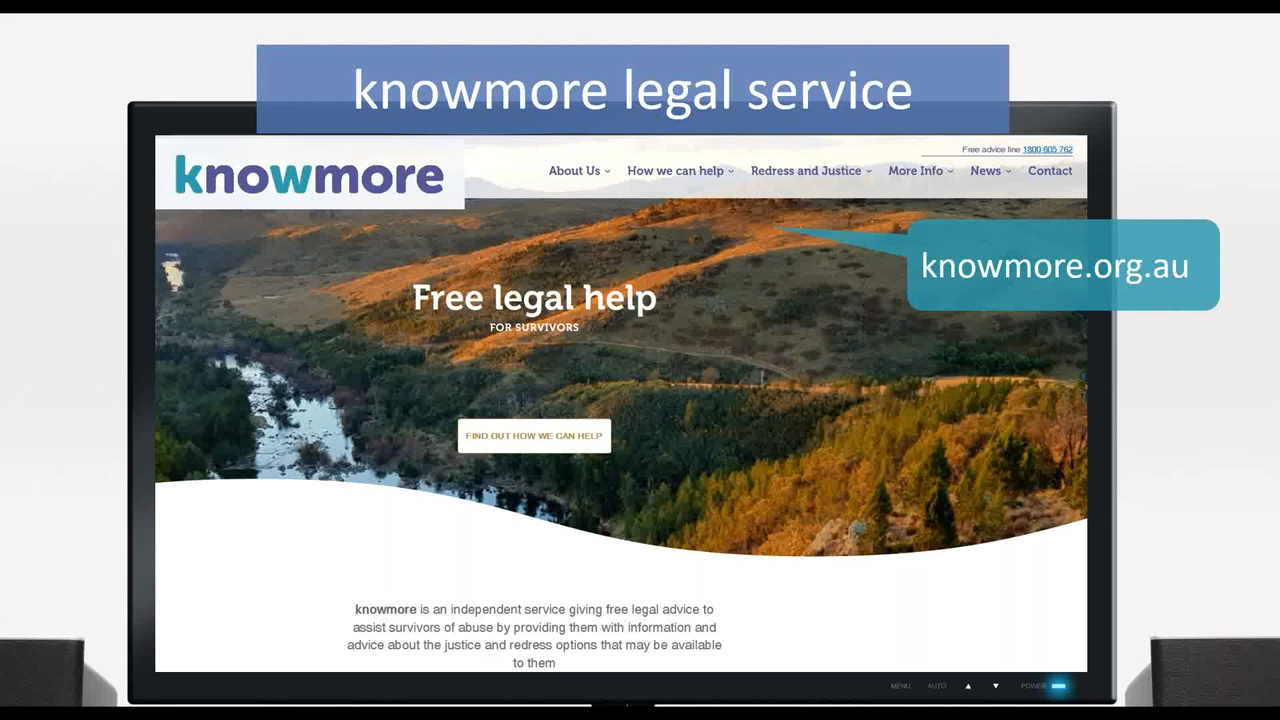 knowmore legal service
knowmore
Free advice line 1800 605 762
About Us How we can help Redress and Justice More Info News Contact
knowmore.org.au
Free legal help
FOR SURVIVORS
FIND OUT HOW WE CAN HELP
knowmore is an independent service giving free legal advice to
assist survivors of abuse by providing them with information and
advice about the justice and redress options that may be available
to them
MENU AUTO POWER